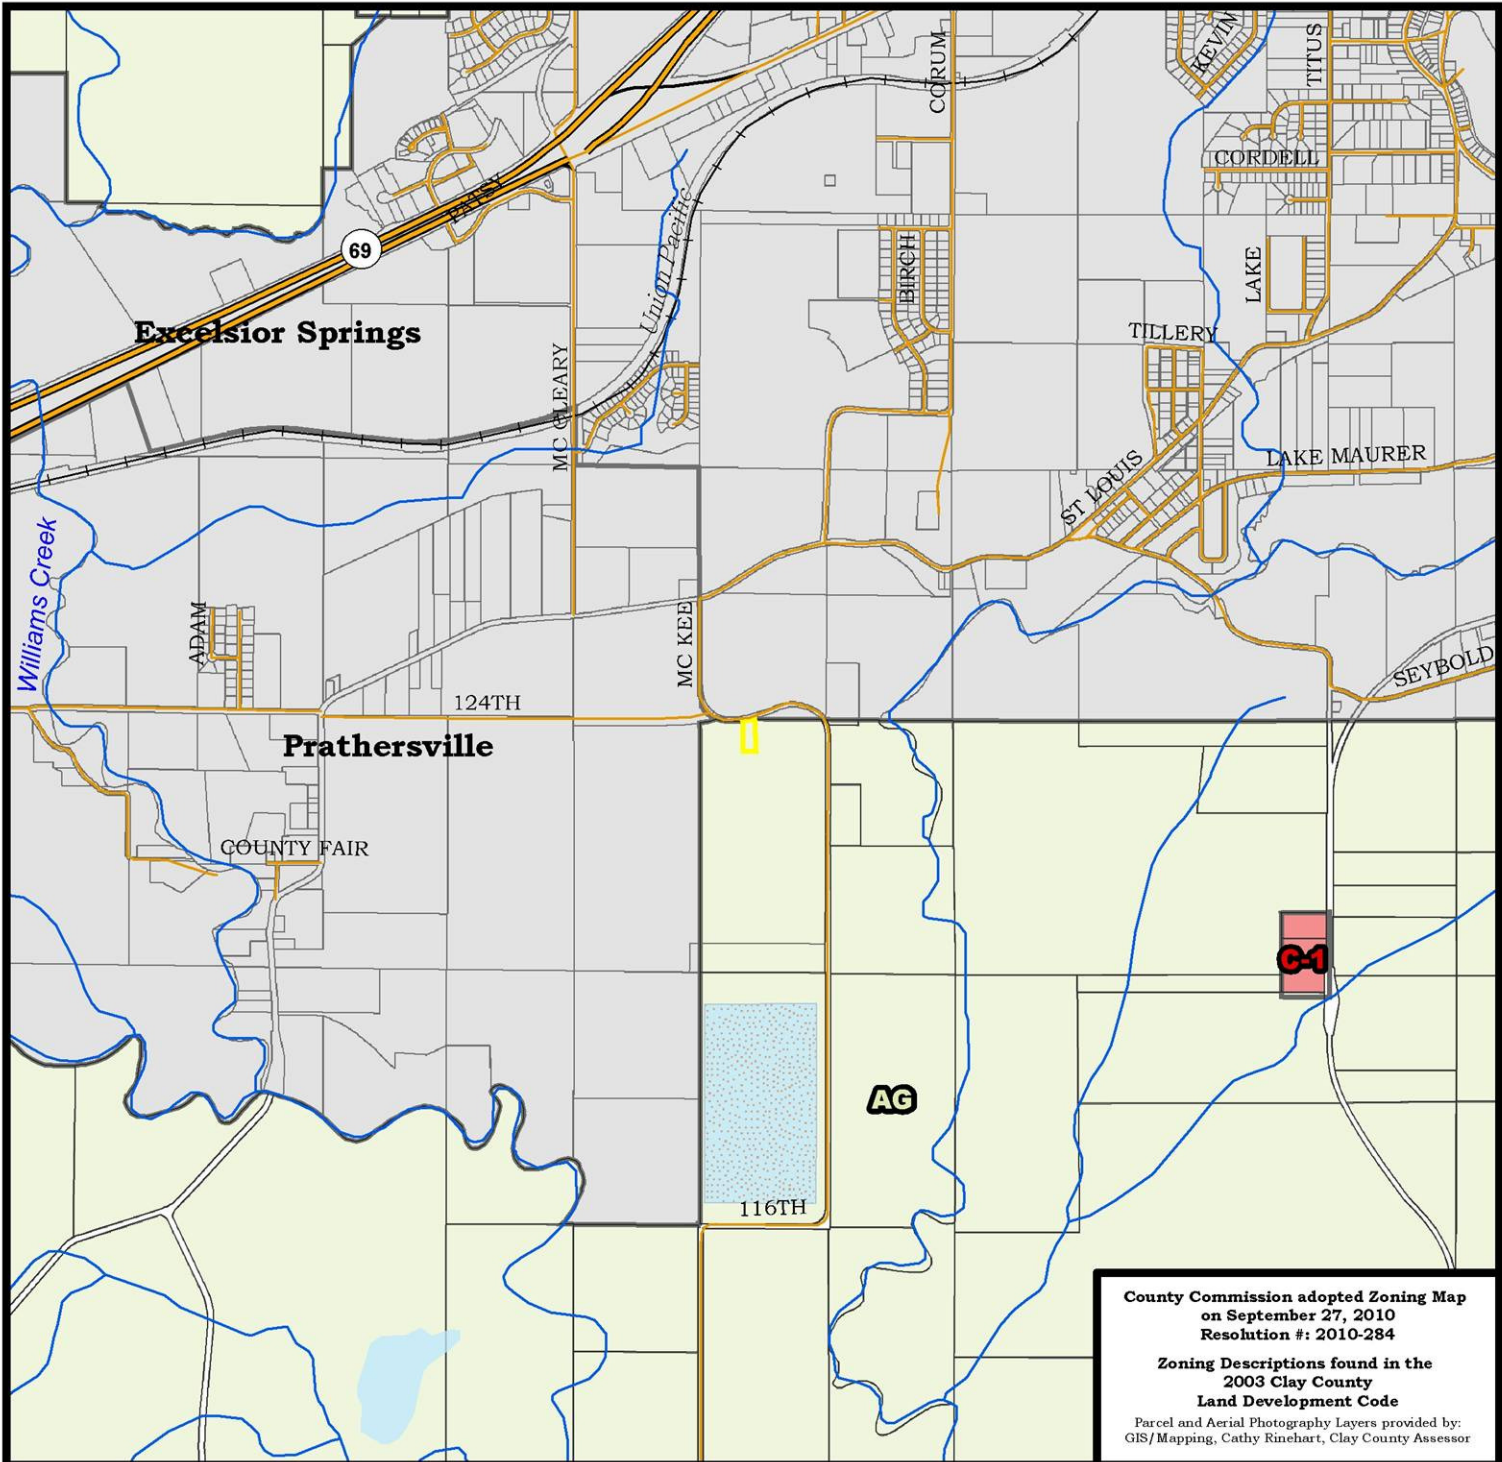 KEVIN
TITUS
CORUM
CORDELL
PATSY
69
Union Pacific
BIRCH
LAKE
Excelsior Springs
TILLERY
MC CLEARY
LAKE MAURER
ST LOUIS
Williams Creek
ADAM
MC KEE
SEYBOLD
124TH
Prathersville
COUNTY FAIR
C-1
AG
116TH
County Commission adopted Zoning Map
on September 27, 2010
Resolution #: 2010-284
Zoning Descriptions found in the
2003 Clay County
Land Development Code
Parcel and Aerial Photography Layers provided by:
GIS/Mapping, Cathy Rinehart, Clay County Assessor